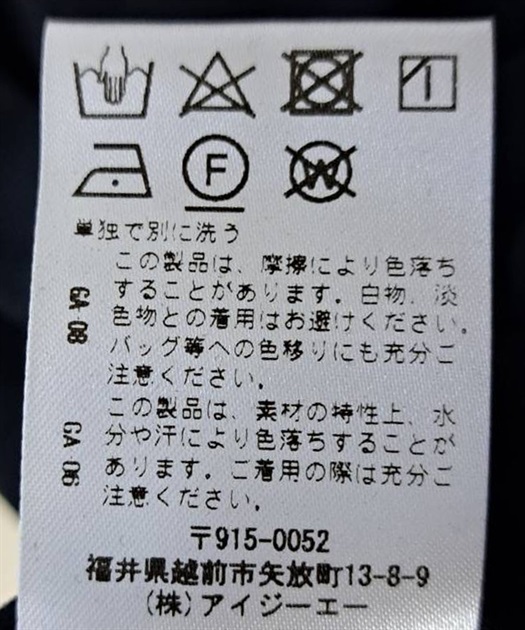 F W
単独で別に洗う
この製品は、摩擦により色落ち
することがあります。白物、淡
色物との着用はお避けください。
バッグ等への色移りにも充分ご
注意ください。
GA 08
この製品は、素材の特性上、水
分や汗により色落ちすることが
あります。ご着用の際は充分ご
注意ください。
GA 06
〒915-0052
福井県越前市矢放町13-8-9
(株)アイジーエー